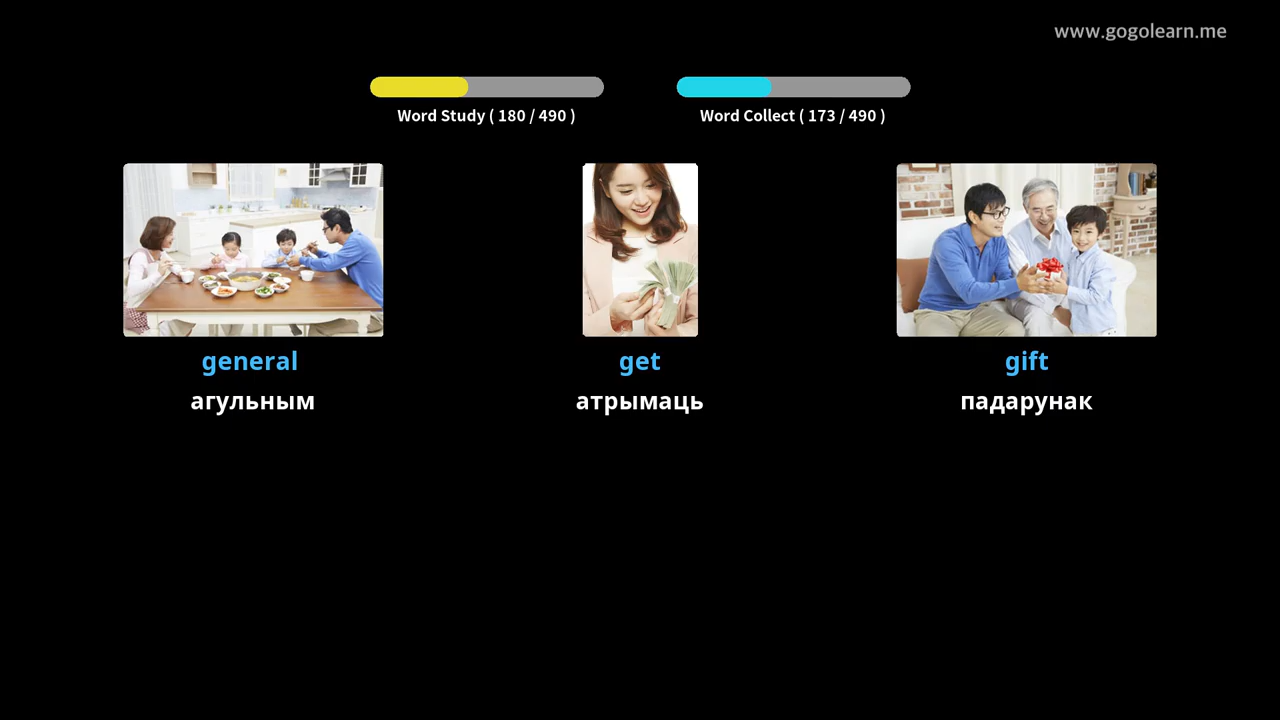 www.gogolearn.me
Word Study ( 180 / 490 )
Word Collect ( 173 / 490 )
general
агульным
get
атрымаць
gift
падарунак